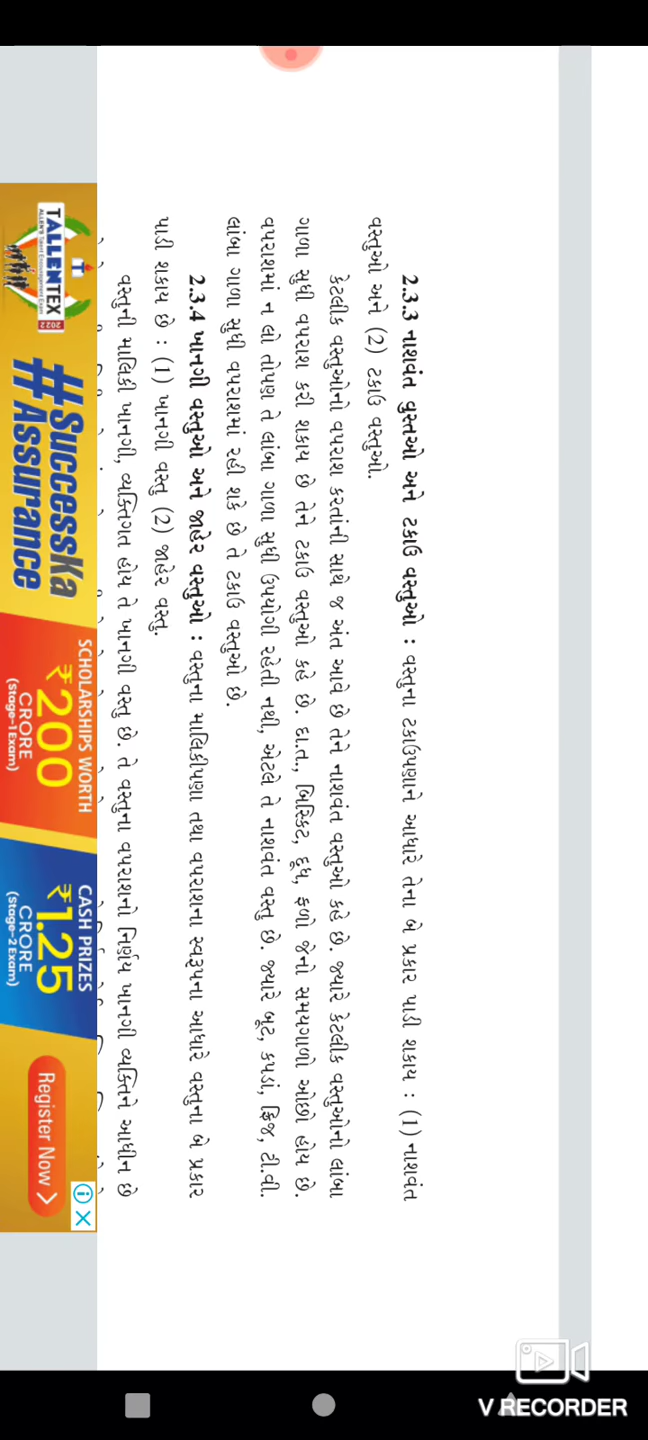 2.3.3 નાશવંત વુસ્તઓ અને ટકાઉ વસ્તુઓ : વસ્તુના ટકાઉપણાને આધારે તેના બે પ્રકાર પાડી શકાય : (1) નાશવંત
વસ્તુઓ અને (2) ટકાઉ વસ્તુઓ.
કેટલીક વસ્તુઓનો વપરાશ કરતાંની સાથે જ અંત આવે છે તેને નાશવંત વસ્તુઓ કહે છે. જ્યારે કેટલીક વસ્તુઓનો લાંબા
ગાળા સુધી વપરાશ કરી શકાય છે તેને ટકાઉ વસ્તુઓ કહે છે. દા.ત., બિસ્કિટ, દૂધ, ફળો જેનો સમયગાળો ઓછો હોય છે.
વપરાશમાં ન લો તોપણ તે લાંબા ગાળા સુધી ઉપયોગી રહેતી નથી, એટલે તે નાશવંત વસ્તુ છે. જ્યારે બૂટ, કપડાં, ફ્રિજ, ટી.વી.
લાંબા ગાળા સુધી વપરાશમાં રહી શકે છે તે ટકાઉ વસ્તુઓ છે.
2.3.4 ખાનગી વસ્તુઓ અને જાહેર વસ્તુઓ : વસ્તુના માલિકીપણા તથા વપરાશના સ્વરૂપના આધારે વસ્તુના બે પ્રકાર
પાડી શકાય છે : (1) ખાનગી વસ્તુ (2) જાહેર વસ્તુ.
વસ્તુની માલિકી ખાનગી, વ્યક્તિગત હોય તે ખાનગી વસ્તુ છે. તે વસ્તુના વપરાશનો નિર્ણય ખાનગી વ્યક્તિને આધીન છે
TALLENTEX
2022
ALLEN's Talent Encouragement Exam
#SuccessKa
Assurance
SCHOLARSHIPS WORTH
₹200
CRORE
(Stage-1 Exam)
CASH PRIZES
₹1.25
CRORE
(Stage-2 Exam)
Register Now >
V RECORDER